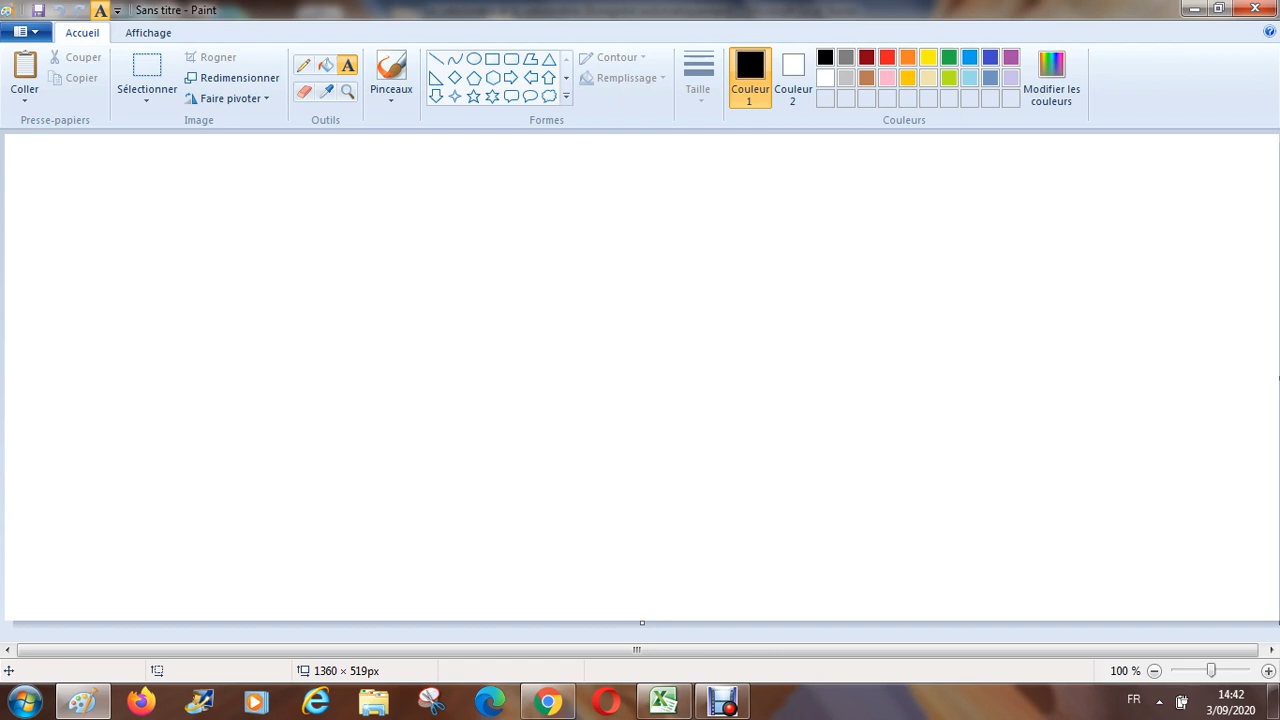 Sans titre - Paint
Accueil Affichage
Coller
Couper
Copier
Presse-papiers
Sélectionner
Rogner
Redimensionner
Faire pivoter
Image
A
Outils
Pinceaux
Contour
Remplissage
Formes
Taille
Couleur
1
Couleur
2
Modifier les
couleurs
Couleurs
1360 × 519px
100 %
FR
14:42
3/09/2020